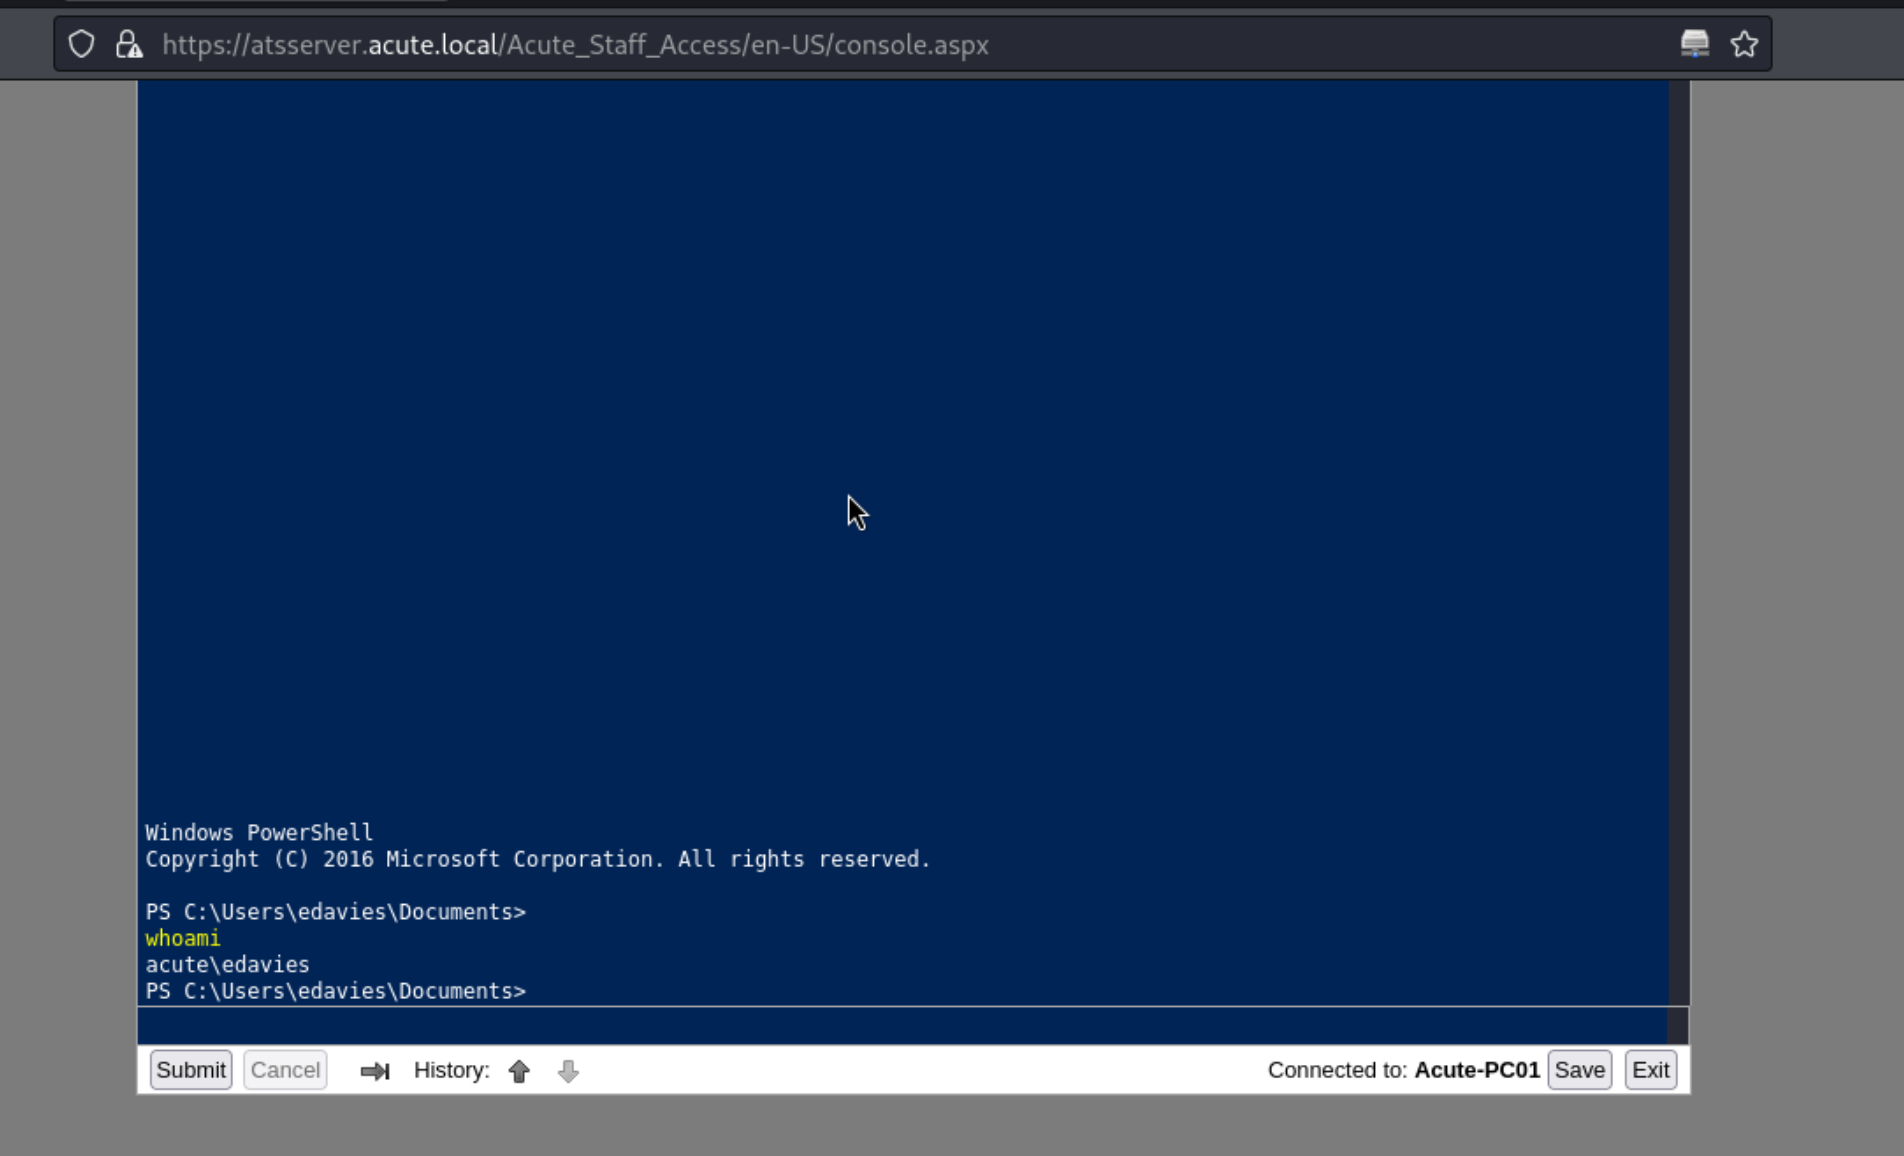 https://atsserver.acute.local/Acute_Staff_Access/en-US/console.aspx
Windows PowerShell
Copyright (C) 2016 Microsoft Corporation. All rights reserved.
PS C:\Users\edavies\Documents>
whoami
acute\edavies
PS C:\Users\edavies\Documents>
Submit Cancel History: Connected to: Acute-PC01 Save Exit